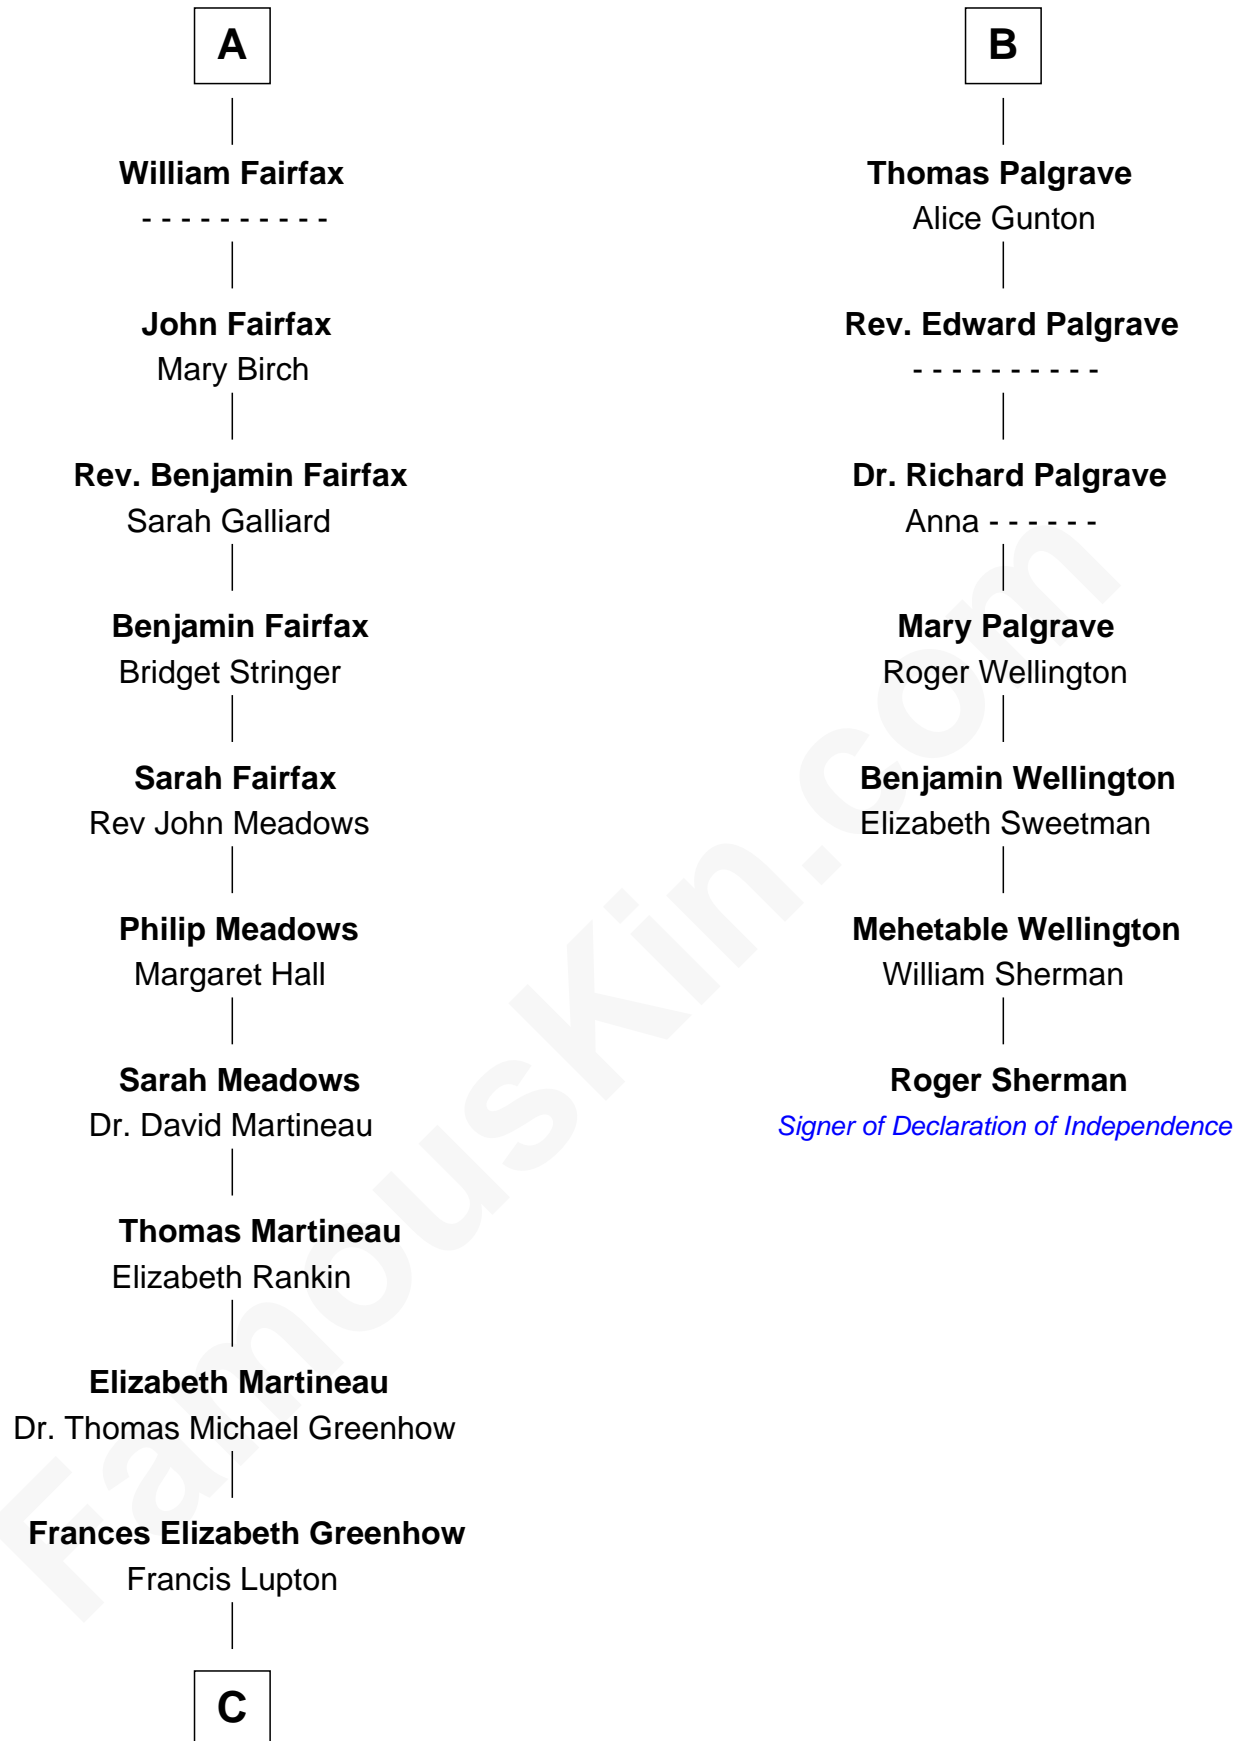 A
William Fairfax
- - - - - - - - - -
John Fairfax
Mary Birch
Rev. Benjamin Fairfax
Sarah Galliard
Benjamin Fairfax
Bridget Stringer
Sarah Fairfax
Rev John Meadows
Philip Meadows
Margaret Hall
Sarah Meadows
Dr. David Martineau
Thomas Martineau
Elizabeth Rankin
Elizabeth Martineau
Dr. Thomas Michael Greenhow
Frances Elizabeth Greenhow
Francis Lupton
C
B
Thomas Palgrave
Alice Gunton
Rev. Edward Palgrave
- - - - - - - - - -
Dr. Richard Palgrave
Anna - - - - - -
Mary Palgrave
Roger Wellington
Benjamin Wellington
Elizabeth Sweetman
Mehetable Wellington
William Sherman
Roger Sherman
Signer of Declaration of Independence
FamousKin.com